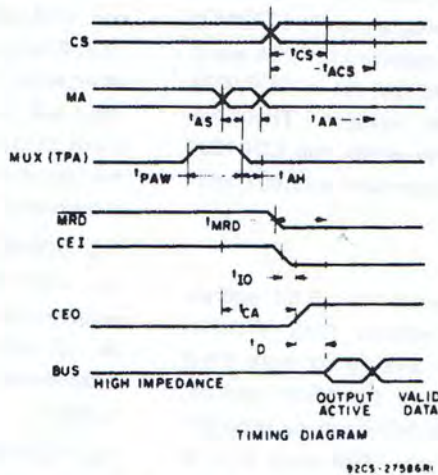 CS
tCS
tACS
MA
tAS
tAA
MUX (TPA)
tPAW
tAH
MRD
tMRD
CEI
tIO
tCA
CEO
tD
BUS
HIGH IMPEDANCE
OUTPUT ACTIVE
VALID DATA
TIMING DIAGRAM
92CS-27586RI